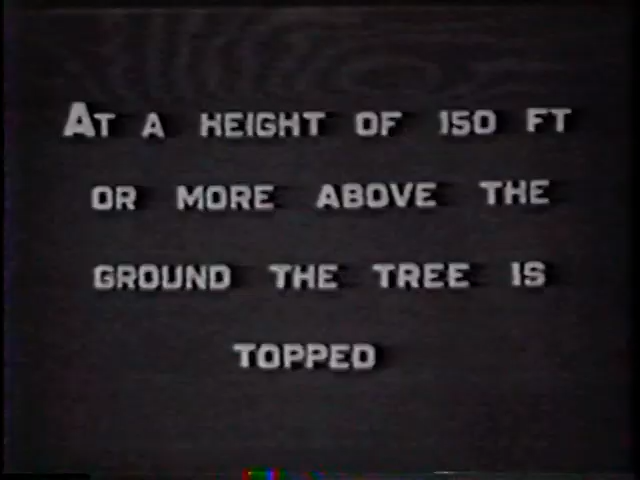 At a height of 150 ft
or more above the
ground the tree is
topped